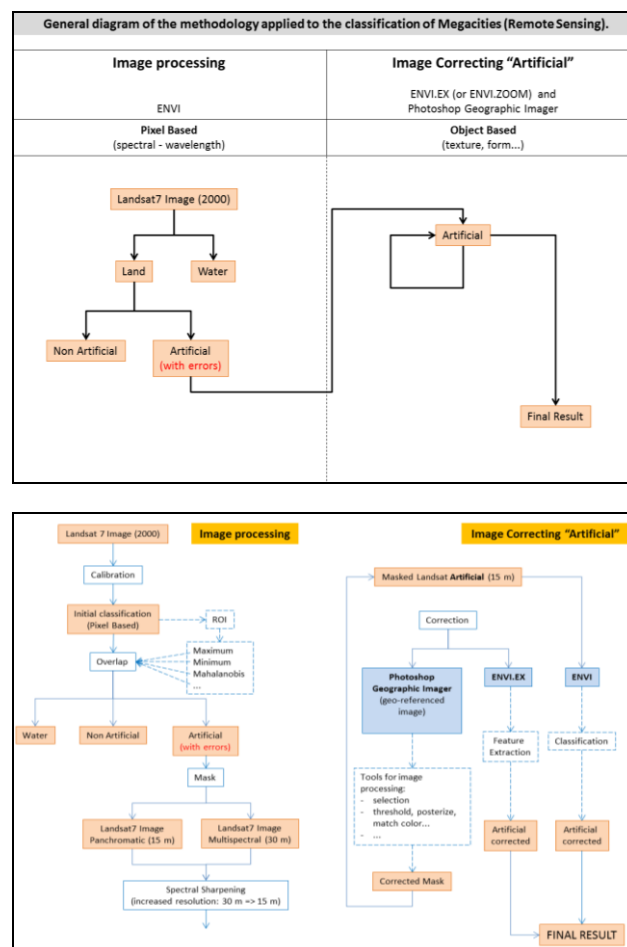 General diagram of the methodology applied to the classification of Megacities (Remote Sensing).
Image processing
ENVI
Pixel Based
(spectral - wavelength)
Image Correcting “Artificial”
ENVI.EX (or ENVI.ZOOM) and
Photoshop Geographic Imager
Object Based
(texture, form...)
Landsat7 Image (2000)
Land
Water
Non Artificial
Artificial
(with errors)
Artificial
Final Result
Image processing
Landsat 7 Image (2000)
Calibration
Initial classification
(Pixel Based)
ROI
Overlap
Maximum
Minimum
Mahalanobis
...
Water
Non Artificial
Artificial
(with errors)
Mask
Landsat7 Image
Panchromatic (15 m)
Landsat7 Image
Multispectral (30 m)
Spectral Sharpening
(increased resolution: 30 m => 15 m)
Image Correcting “Artificial”
Masked Landsat Artificial (15 m)
Correction
Photoshop
Geographic Imager
(geo-referenced
image)
ENVI.EX
ENVI
Feature
Extraction
Classification
Tools for image
processing:
- selection
- threshold, posterize,
match color...
- ...
Artificial
corrected
Artificial
corrected
Corrected Mask
FINAL RESULT